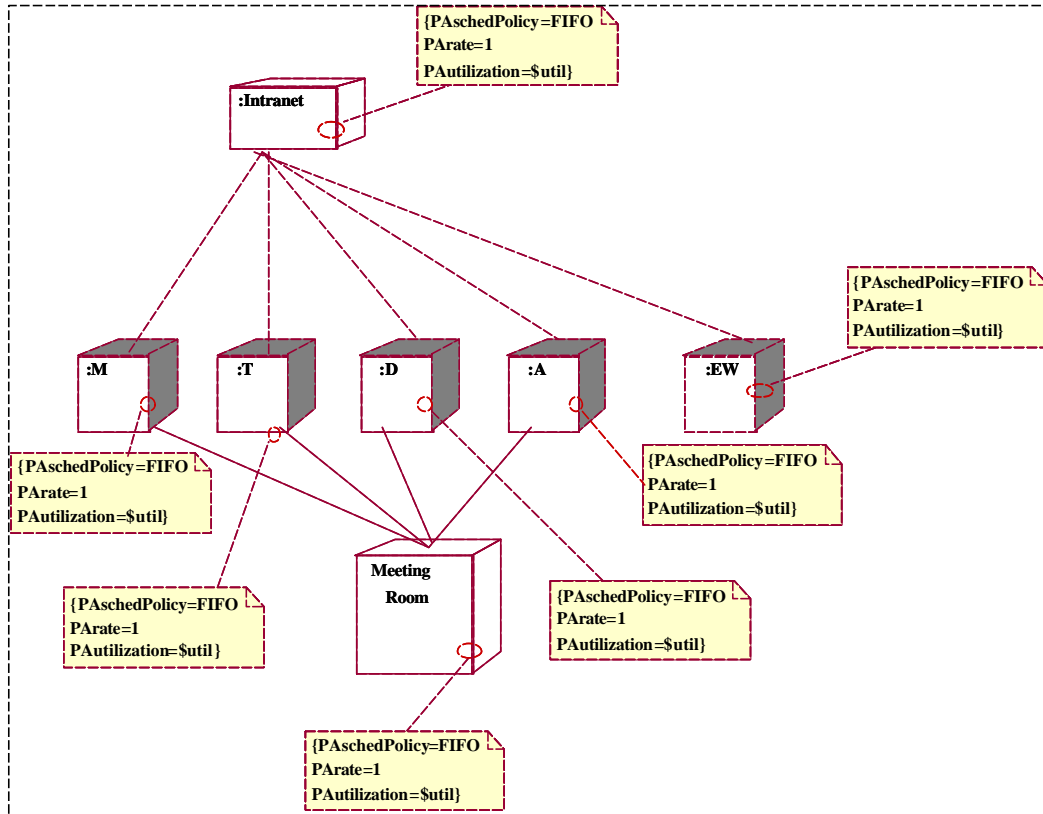 {PAschedPolicy=FIFO
PArate=1
PAutilization=$util}
:Intranet
{PAschedPolicy=FIFO
PArate=1
PAutilization=$util}
:M
:T
:D
:A
:EW
{PAschedPolicy=FIFO
PArate=1
PAutilization=$util}
{PAschedPolicy=FIFO
PArate=1
PAutilization=$util}
Meeting
Room
{PAschedPolicy=FIFO
PArate=1
PAutilization=$util}
{PAschedPolicy=FIFO
PArate=1
PAutilization=$util}
{PAschedPolicy=FIFO
PArate=1
PAutilization=$util}